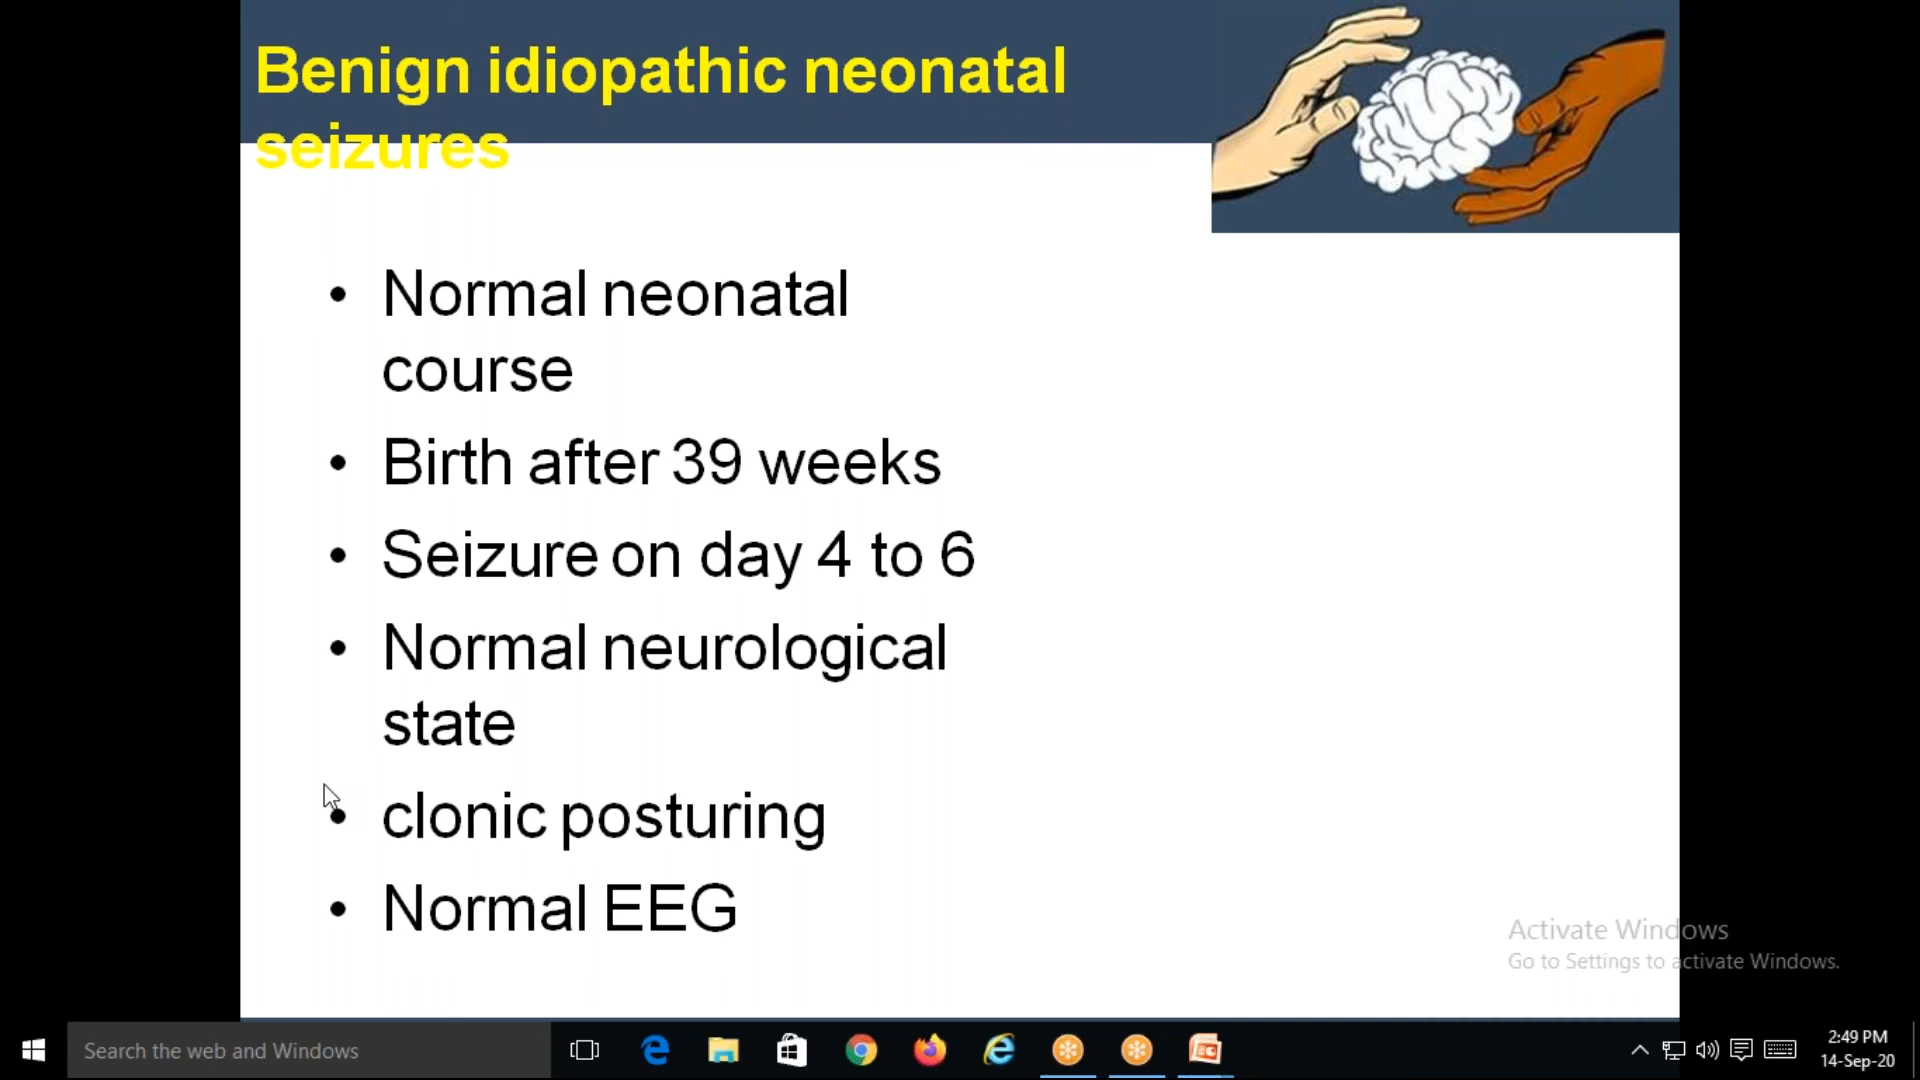 Benign idiopathic neonatal
seizures
• Normal neonatal
course
• Birth after 39 weeks
• Seizure on day 4 to 6
• Normal neurological
state
• clonic posturing
• Normal EEG
Activate Windows
Go to Settings to activate Windows.
Search the web and Windows
2:49 PM
14-Sep-20